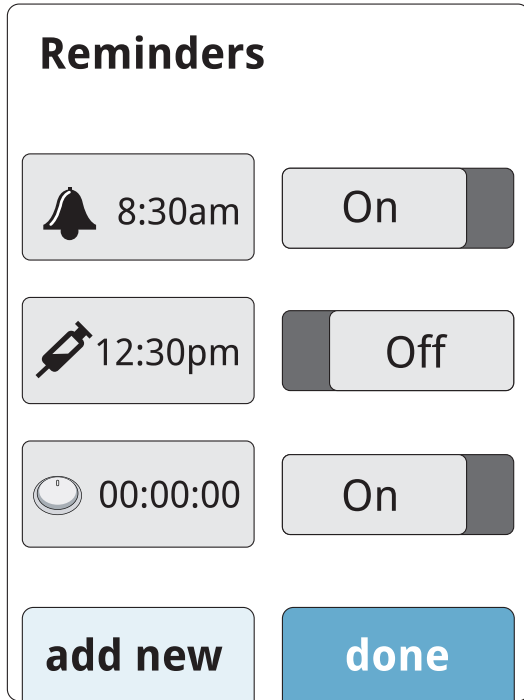 Reminders
8:30am On
12:30pm Off
00:00:00 On
add new done